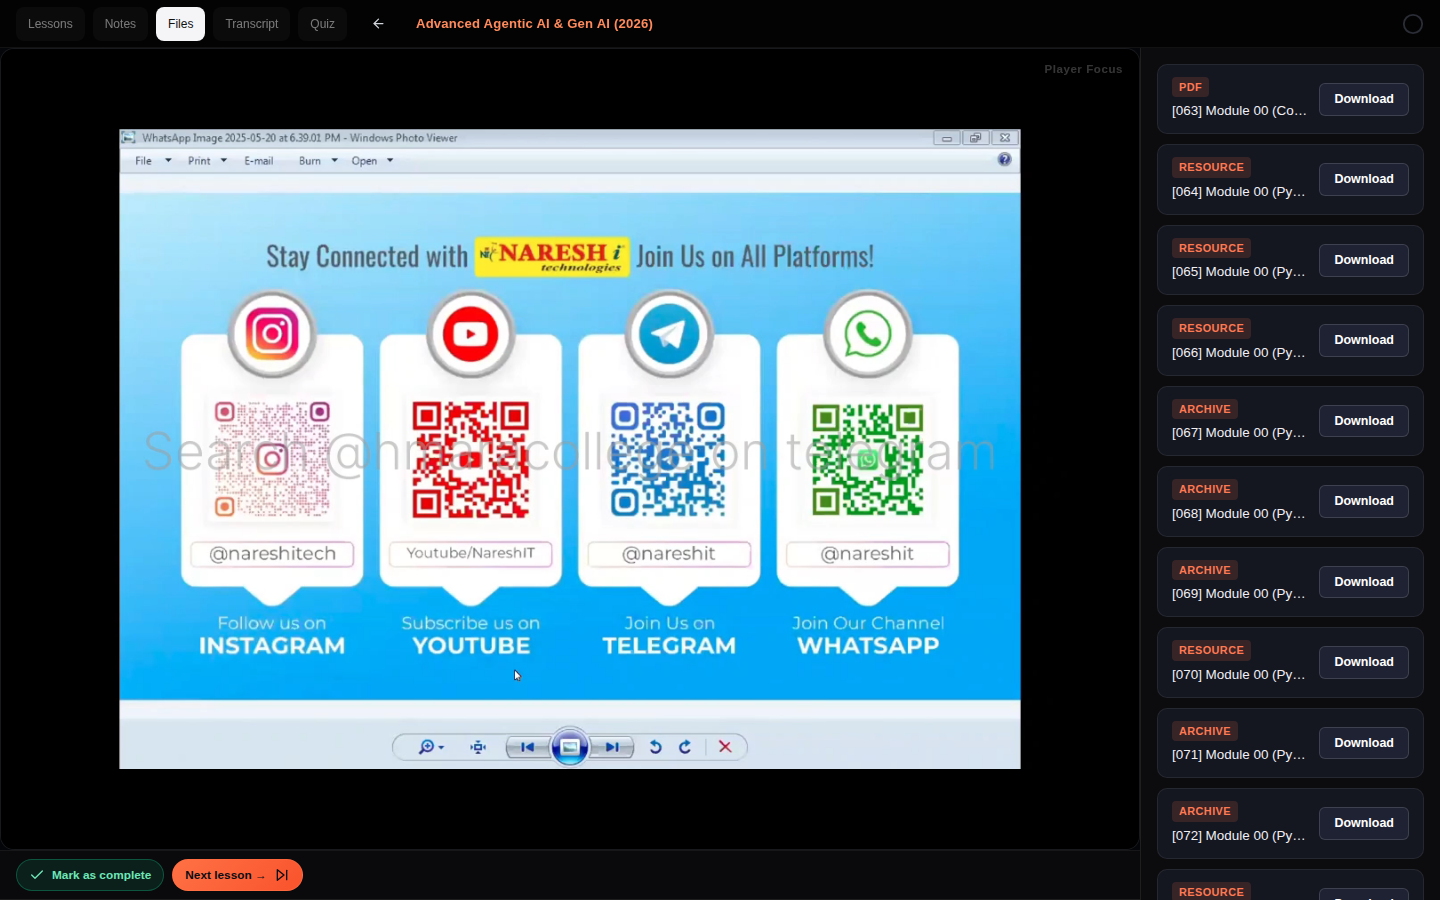 Lessons
Notes
Files
Transcript
Quiz
Advanced Agentic AI & Gen AI (2026)
Player Focus
WhatsApp Image 2025-05-20 at 6.39.01 PM - Windows Photo Viewer
File
Print
E-mail
Burn
Open
Stay Connected with NARESH i technologies Join Us on All Platforms!
Search @hmaracollege on telegram
@nareshitech
Youtube/NareshIT
@nareshit
@nareshit
Follow us on
INSTAGRAM
Subscribe us on
YOUTUBE
Join Us on
TELEGRAM
Join Our Channel
WHATSAPP
Mark as complete
Next lesson →
PDF
[063] Module 00 (Co...
Download
RESOURCE
[064] Module 00 (Py...
Download
RESOURCE
[065] Module 00 (Py...
Download
RESOURCE
[066] Module 00 (Py...
Download
ARCHIVE
[067] Module 00 (Py...
Download
ARCHIVE
[068] Module 00 (Py...
Download
ARCHIVE
[069] Module 00 (Py...
Download
RESOURCE
[070] Module 00 (Py...
Download
ARCHIVE
[071] Module 00 (Py...
Download
ARCHIVE
[072] Module 00 (Py...
Download
RESOURCE